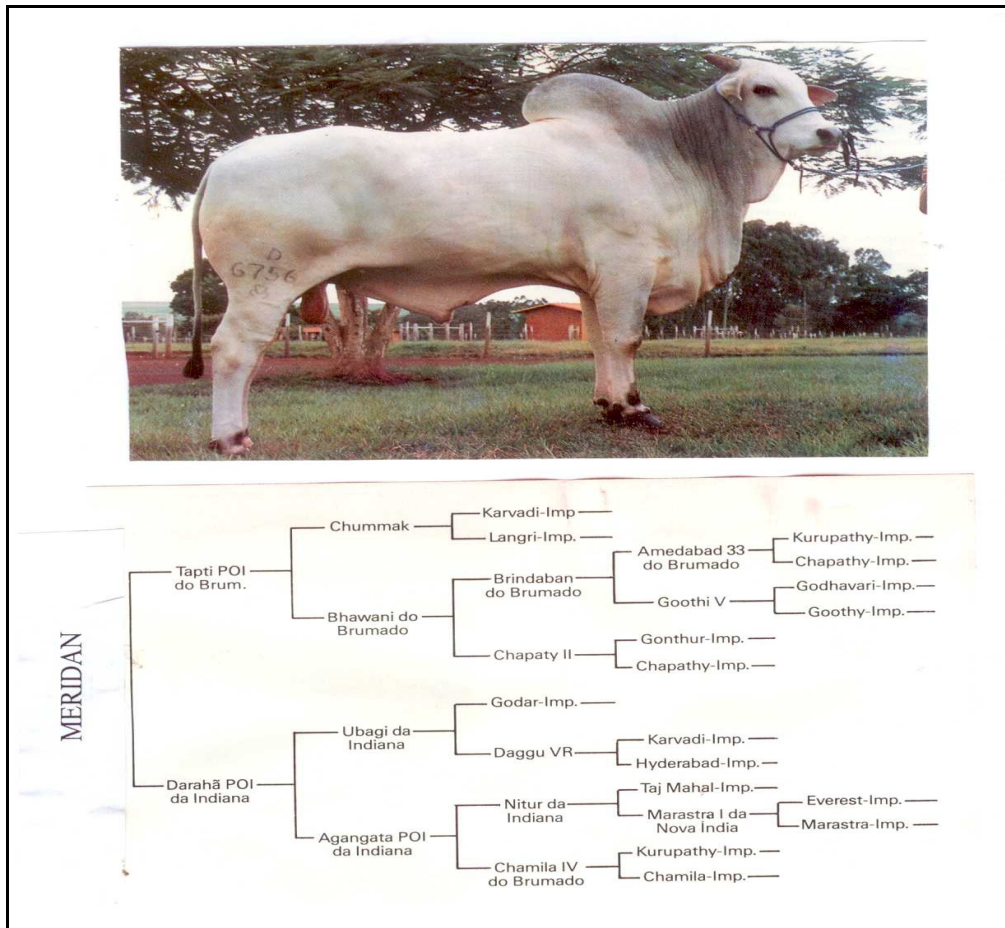 D
6756
8
MERIDAN
Tapti POI
do Brum.
Chummak
Karvadi-Imp
Langri-Imp.
Bhawani do
Brumado
Brindaban
do Brumado
Amedabad 33
do Brumado
Kurupathy-Imp.
Chapathy-Imp.
Goothi V
Godhavari-Imp.
Goothy-Imp.
Chapaty II
Gonthur-Imp.
Chapathy-Imp.
Darahã POI
da Indiana
Ubagi da
Indiana
Godar-Imp.
Daggu VR
Karvadi-Imp.
Hyderabad-Imp.
Agangata POI
da Indiana
Nitur da
Indiana
Taj Mahal-Imp.
Marastra I da
Nova Índia
Everest-Imp.
Marastra-Imp.
Chamila IV
do Brumado
Kurupathy-Imp.
Chamila-Imp.